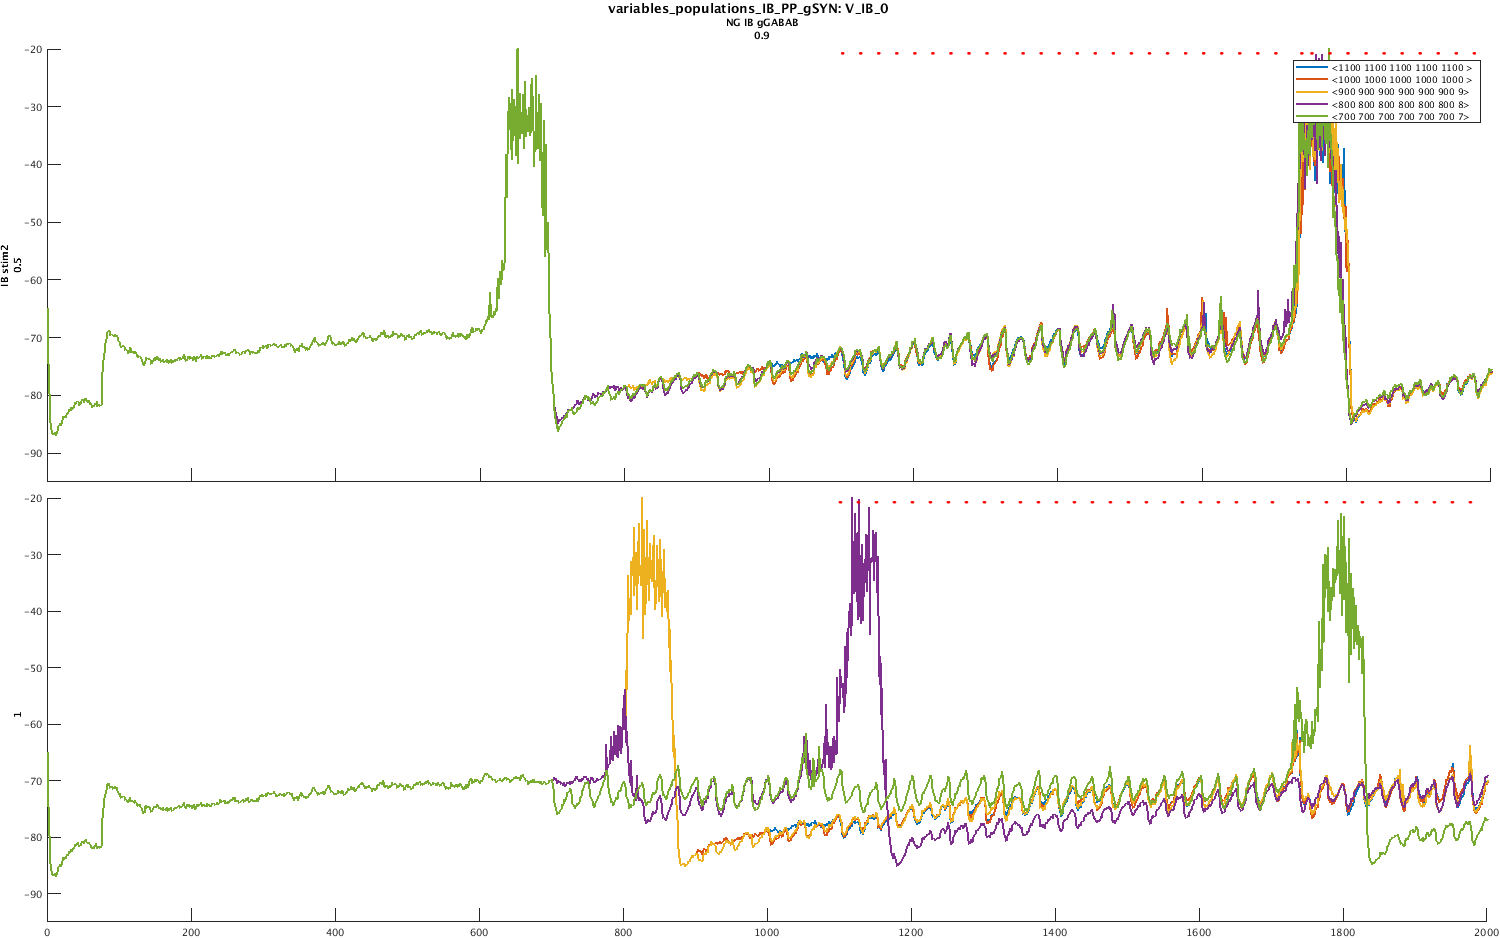 variables_populations_IB_PP_gSYN: V_IB_0
NG IB gGABAB
0.9
IB stim2
0.5
-20
-30
-40
-50
-60
-70
-80
-90
<1100 1100 1100 1100 1100 >
<1000 1000 1000 1000 1000 >
<900 900 900 900 900 900 9>
<800 800 800 800 800 800 8>
<700 700 700 700 700 700 7>
1
-20
-30
-40
-50
-60
-70
-80
-90
0 200 400 600 800 1000 1200 1400 1600 1800 2000